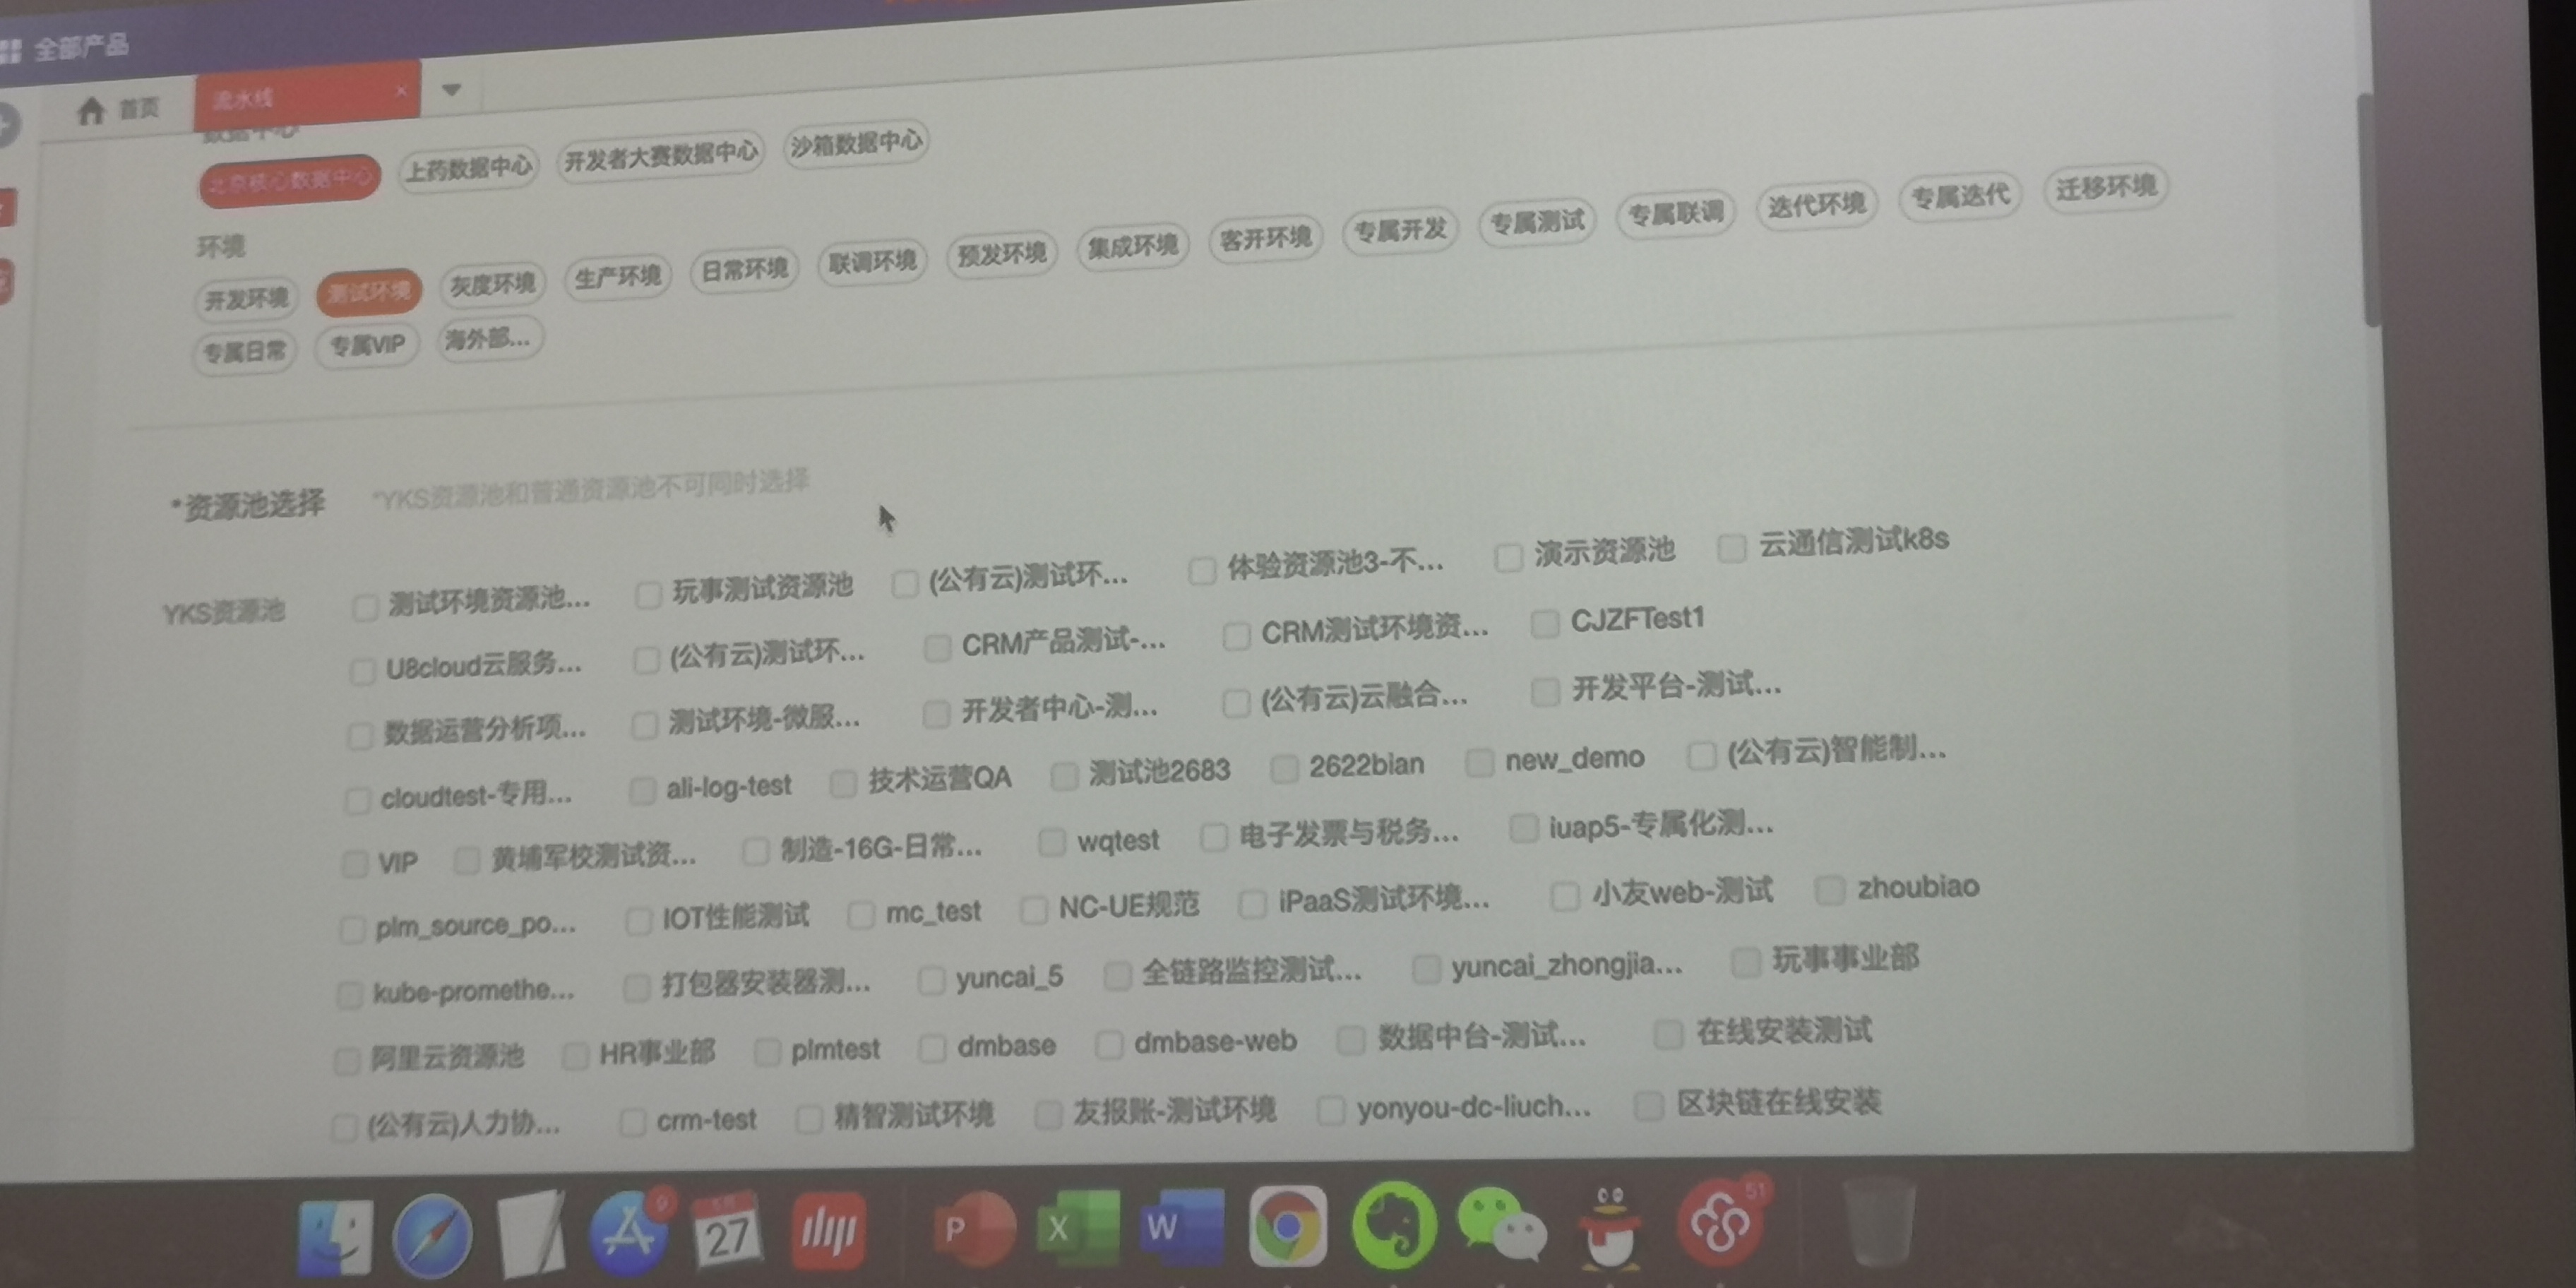 全部产品
首页 流水线 ×
数据中心
北京核心数据中心 上药数据中心 开发者大赛数据中心 沙箱数据中心
环境
开发环境 测试环境 灰度环境 生产环境 日常环境 联调环境 预发环境 集成环境 客开环境 专属开发 专属测试 专属联调 迭代环境 专属迭代 迁移环境
专属日常 专属VIP 海外部...
*资源池选择 *YKS资源池和普通资源池不可同时选择
YKS资源池 测试环境资源池... 玩事测试资源池 (公有云)测试环... 体验资源池3-不... 演示资源池 云通信测试k8s
U8cloud云服务... (公有云)测试环... CRM产品测试-... CRM测试环境资... CJZFTest1
数据运营分析项... 测试环境-微服... 开发者中心-测... (公有云)云融合... 开发平台-测试...
cloudtest-专用... ali-log-test 技术运营QA 测试池2683 2622bian new_demo (公有云)智能制...
VIP 黄埔军校测试资... 制造-16G-日常... wqtest 电子发票与税务... iuap5-专属化测...
plm_source_po... IOT性能测试 mc_test NC-UE规范 iPaaS测试环境... 小友web-测试 zhoubiao
kube-promethe... 打包器安装器测... yuncai_5 全链路监控测试... yuncai_zhongjia... 玩事事业部
阿里云资源池 HR事业部 plmtest dmbase dmbase-web 数据中台-测试... 在线安装测试
(公有云)人力协... crm-test 精智测试环境 友报账-测试环境 yonyou-dc-liuch... 区块链在线安装
9 27 P X W 51